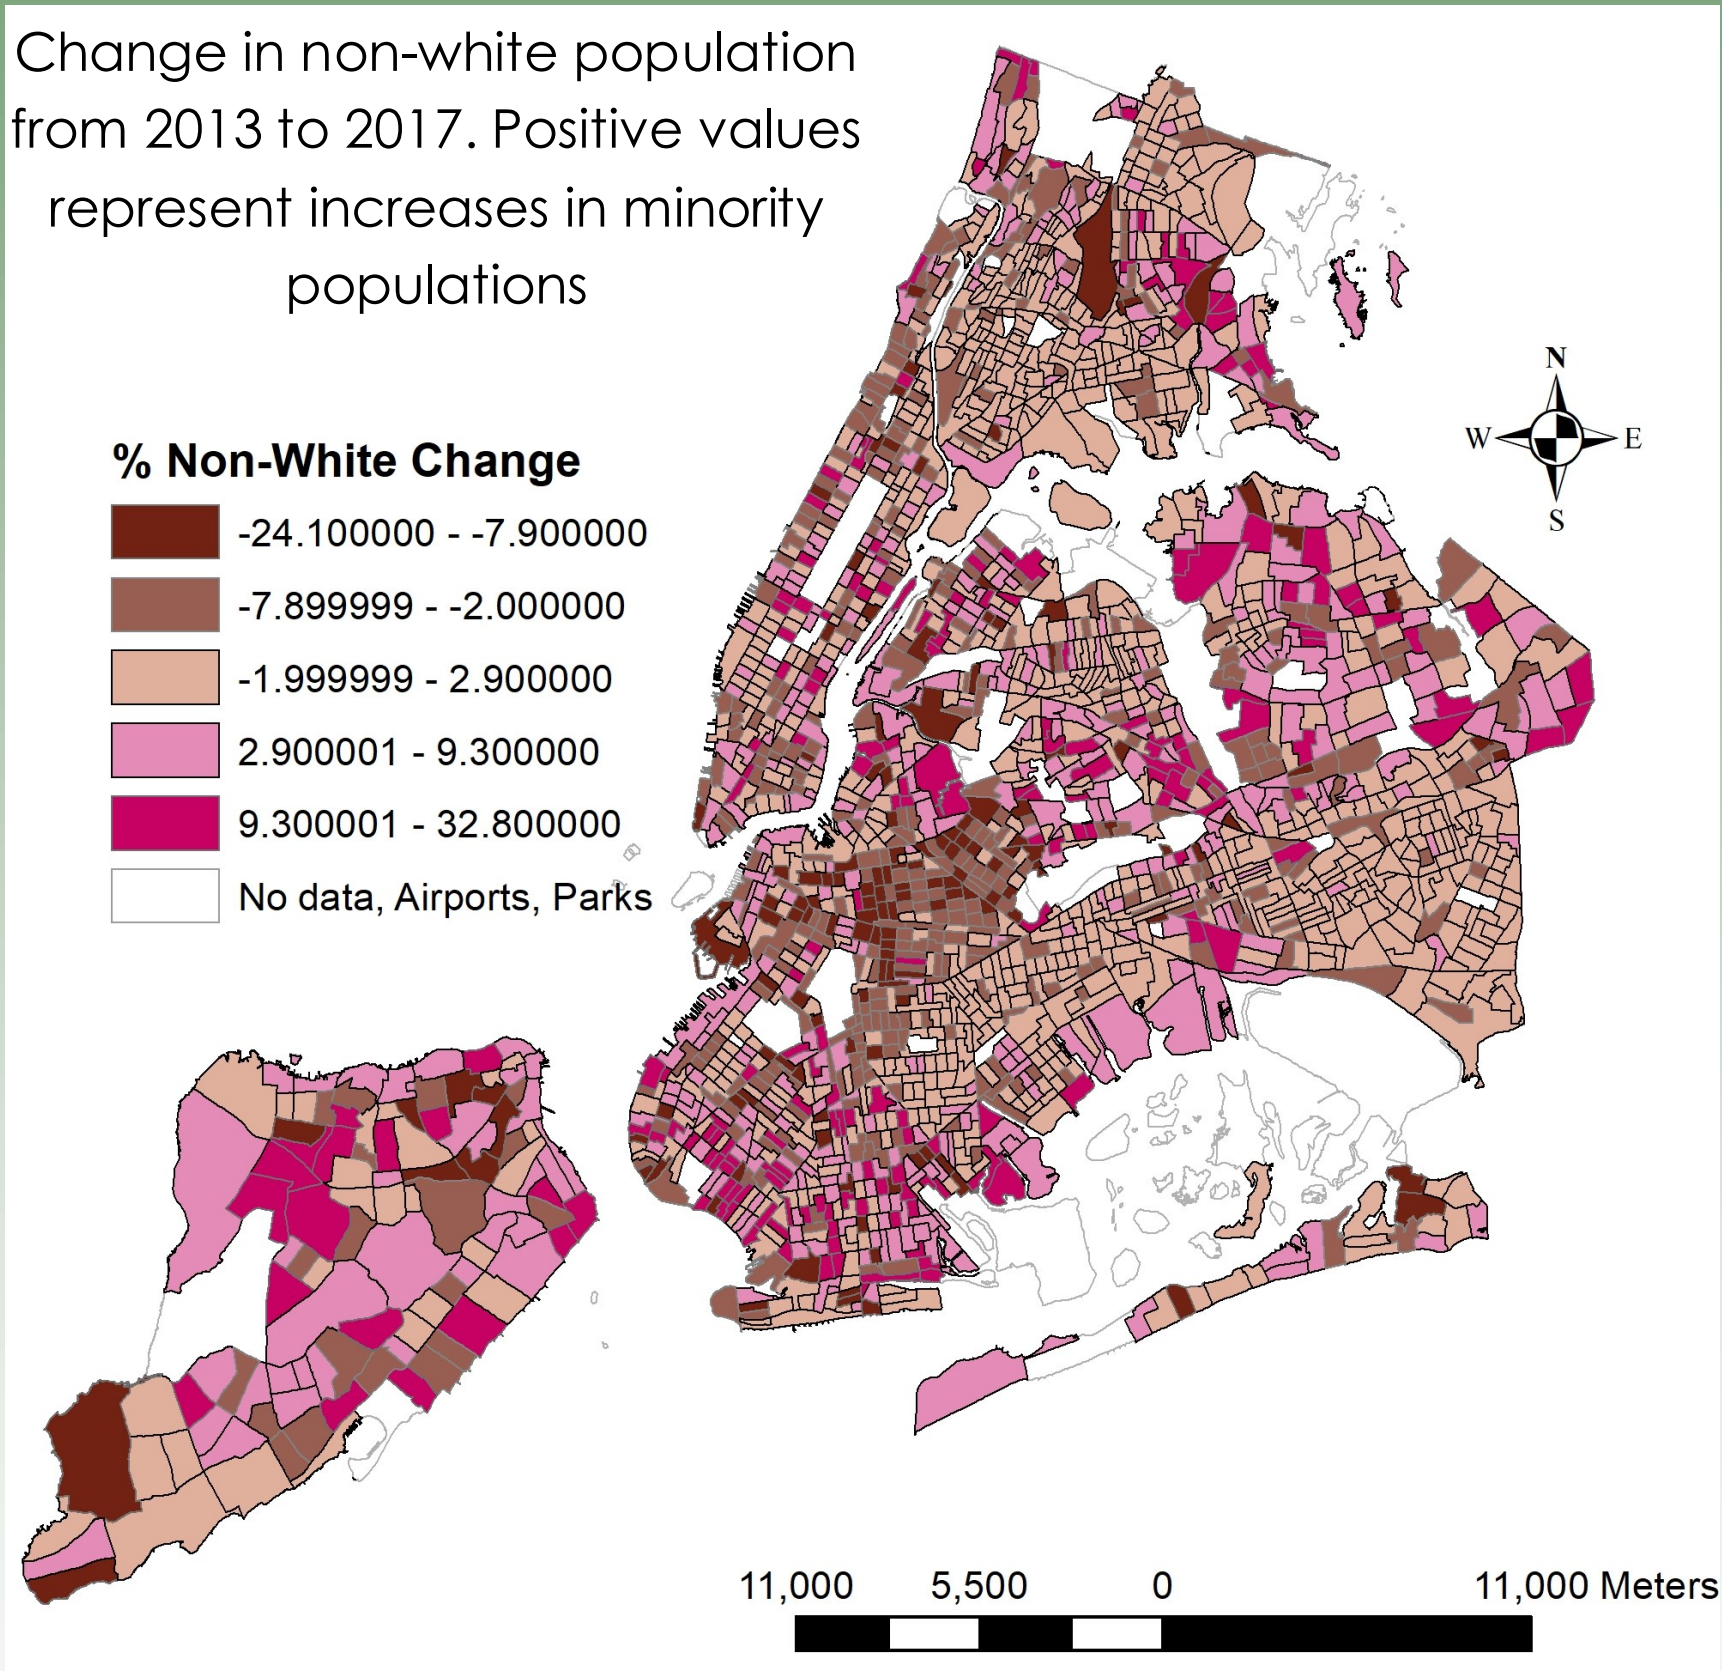 Change in non-white population
from 2013 to 2017. Positive values
represent increases in minority
populations
% Non-White Change
-24.100000 - -7.900000
-7.899999 - -2.000000
-1.999999 - 2.900000
2.900001 - 9.300000
9.300001 - 32.800000
No data, Airports, Parks
N
W E
S
11,000 5,500 0 11,000 Meters